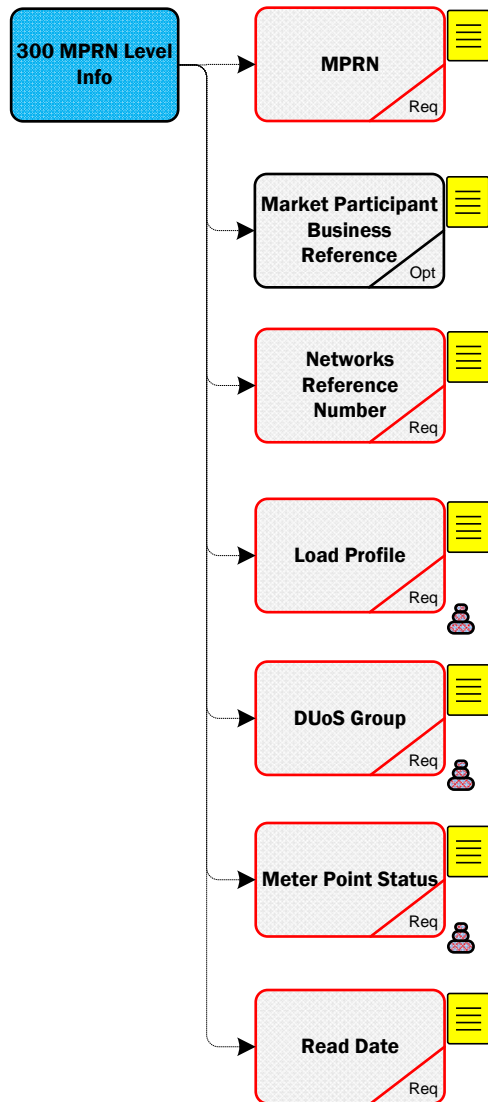 300 MPRN Level
Info
MPRN
Req
Market Participant
Business
Reference
Opt
Networks
Reference
Number
Req
Load Profile
Req
DUoS Group
Req
Meter Point Status
Req
Read Date
Req